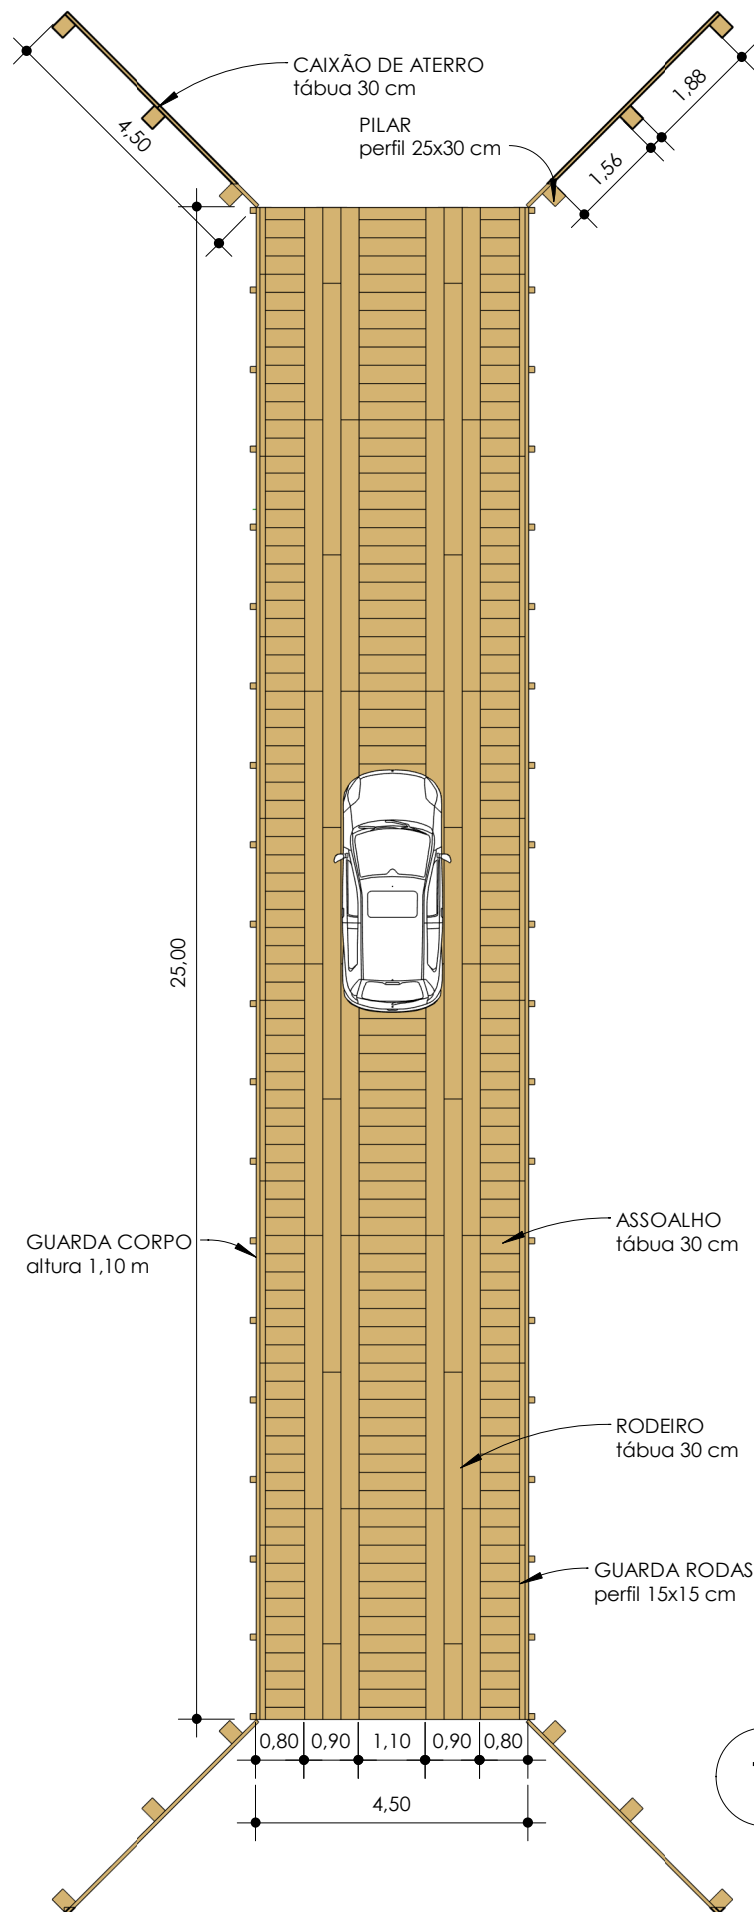 CAIXÃO DE ATERRO
tábua 30 cm
PILAR
perfil 25x30 cm
4,50
1,88
1,56
25,00
GUARDA CORPO
altura 1,10 m
ASSOALHO
tábua 30 cm
RODEIRO
tábua 30 cm
GUARDA RODAS
perfil 15x15 cm
0,80 0,90 1,10 0,90 0,80
4,50